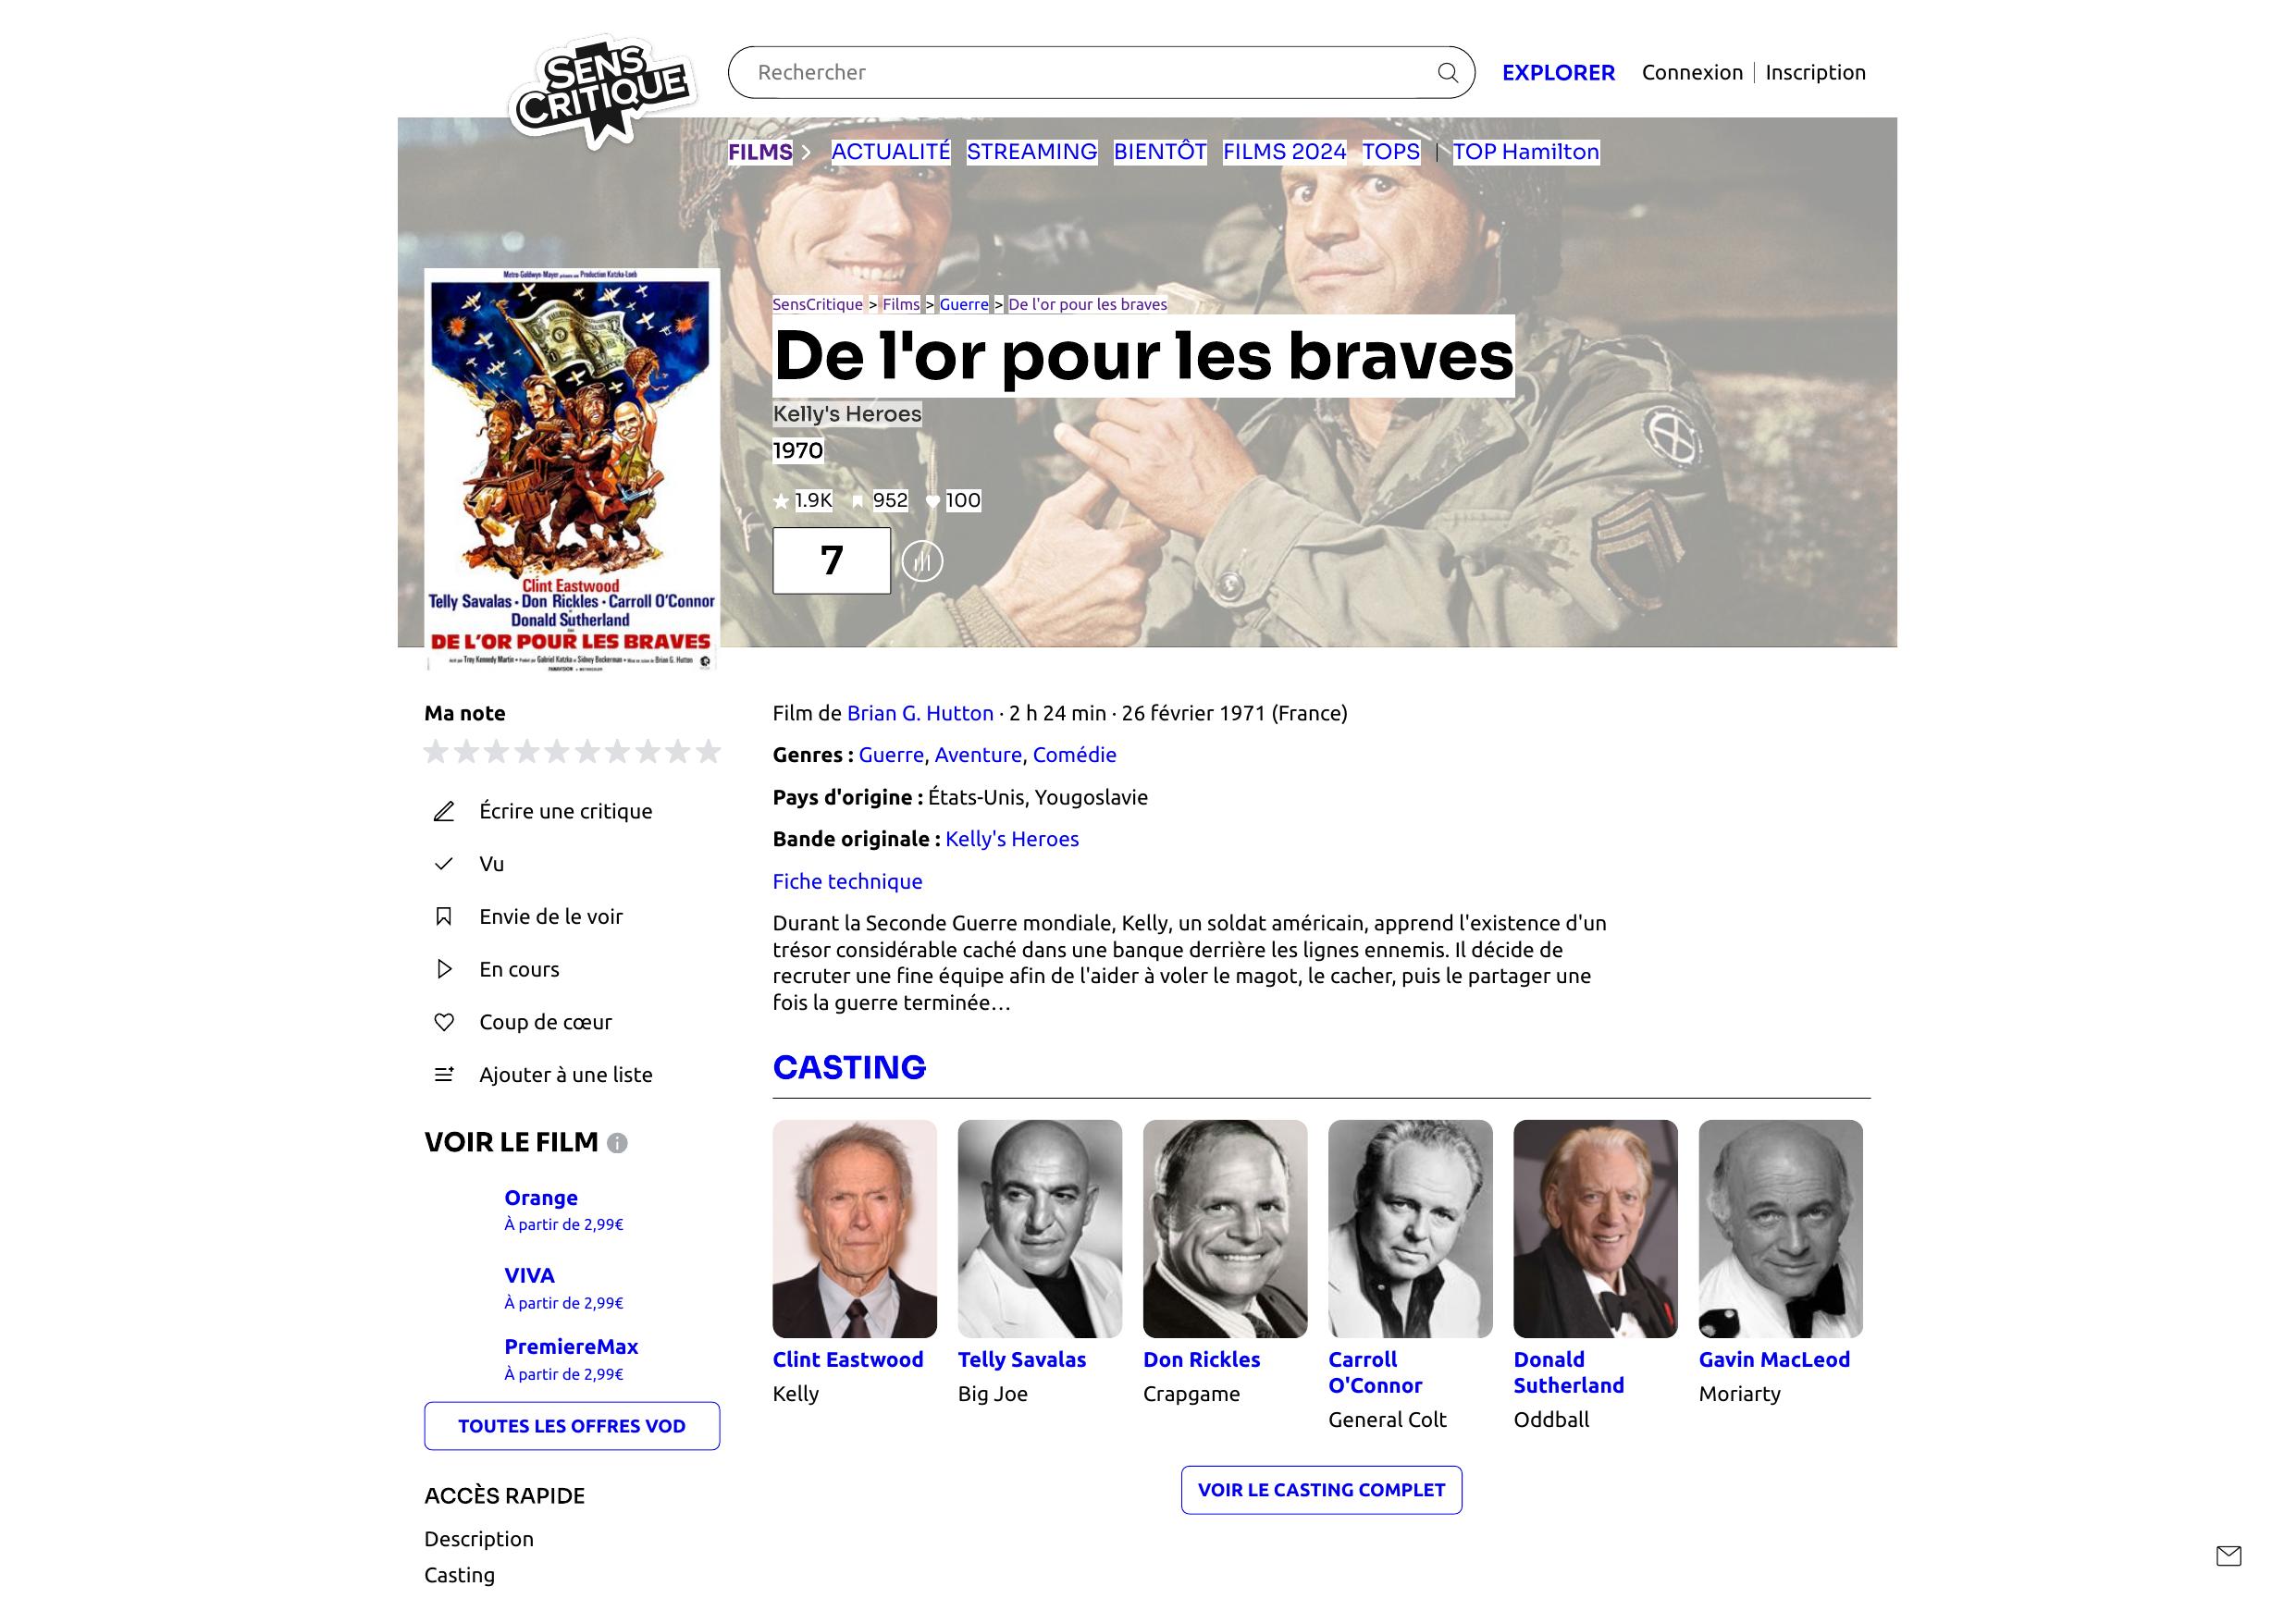 SENS
CRITIQUE
Rechercher
EXPLORER
Connexion
Inscription
FILMS
ACTUALITÉ
STREAMING
BIENTÔT
FILMS 2024
TOPS
TOP Hamilton
Metro-Goldwyn-Mayer présente une Production Katzka-Loeb
Clint Eastwood
Telly Savalas · Don Rickles · Carroll O'Connor
Donald Sutherland
DE L'OR POUR LES BRAVES
SensCritique > Films > Guerre > De l'or pour les braves
De l'or pour les braves
Kelly's Heroes
1970
1.9K
952
100
7
Ma note
Écrire une critique
Vu
Envie de le voir
En cours
Coup de cœur
Ajouter à une liste
VOIR LE FILM
Orange
À partir de 2,99€
VIVA
À partir de 2,99€
PremiereMax
À partir de 2,99€
TOUTES LES OFFRES VOD
ACCÈS RAPIDE
Description
Casting
Film de Brian G. Hutton · 2 h 24 min · 26 février 1971 (France)
Genres : Guerre, Aventure, Comédie
Pays d'origine : États-Unis, Yougoslavie
Bande originale : Kelly's Heroes
Fiche technique
Durant la Seconde Guerre mondiale, Kelly, un soldat américain, apprend l'existence d'un
trésor considérable caché dans une banque derrière les lignes ennemis. Il décide de
recruter une fine équipe afin de l'aider à voler le magot, le cacher, puis le partager une
fois la guerre terminée…
CASTING
Clint Eastwood
Kelly
Telly Savalas
Big Joe
Don Rickles
Crapgame
Carroll
O'Connor
General Colt
Donald
Sutherland
Oddball
Gavin MacLeod
Moriarty
VOIR LE CASTING COMPLET